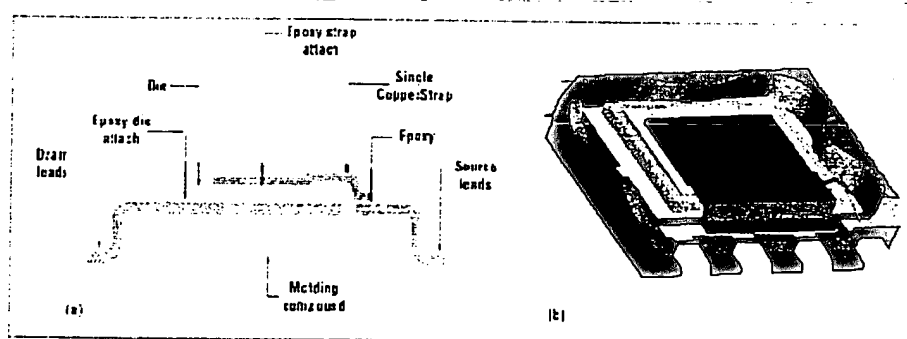 Epoxy strap
attach
Die
Single
Copper Strap
Epoxy die
attach
Epoxy
Drain
leads
Source
leads
Molding
compound
(a)
(b)